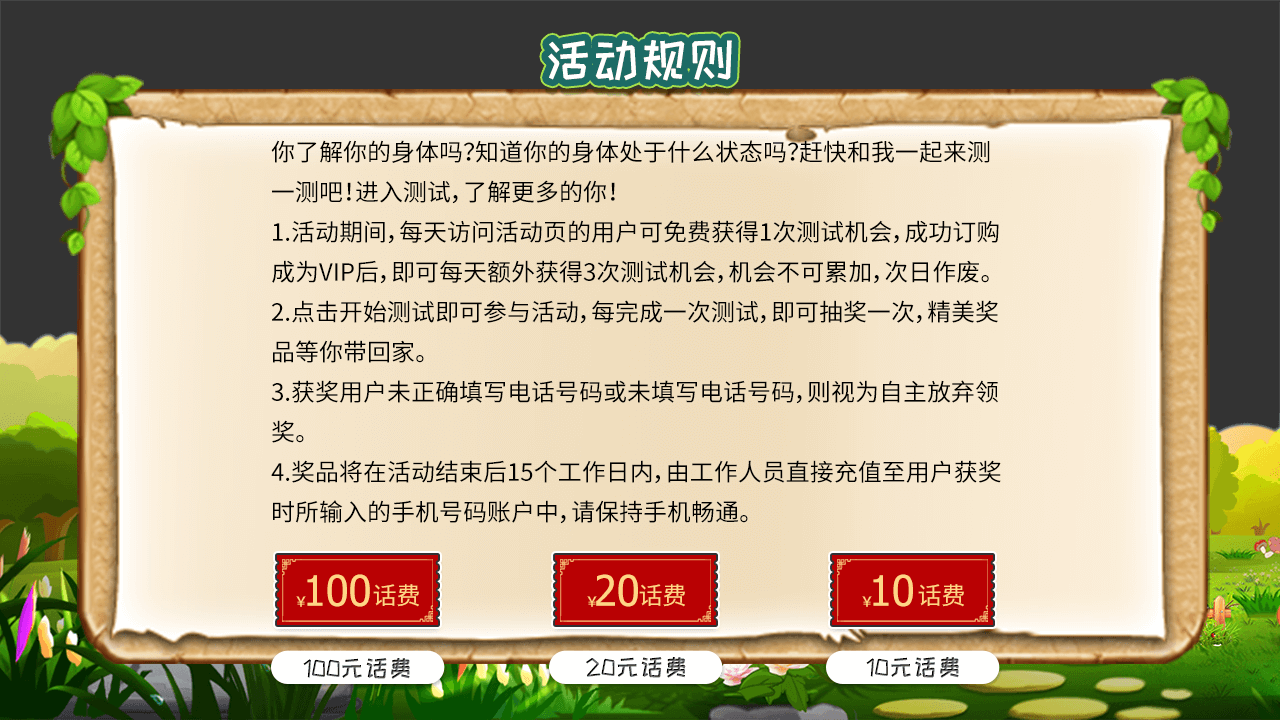 活动规则
你了解你的身体吗?知道你的身体处于什么状态吗?赶快和我一起来测
一测吧!进入测试,了解更多的你!
1.活动期间,每天访问活动页的用户可免费获得1次测试机会,成功订购
成为VIP后,即可每天额外获得3次测试机会,机会不可累加,次日作废。
2.点击开始测试即可参与活动,每完成一次测试,即可抽奖一次,精美奖
品等你带回家。
3.获奖用户未正确填写电话号码或未填写电话号码,则视为自主放弃领
奖。
4.奖品将在活动结束后15个工作日内,由工作人员直接充值至用户获奖
时所输入的手机号码账户中,请保持手机畅通。
¥100话费
¥20话费
¥10话费
100元话费
20元话费
10元话费